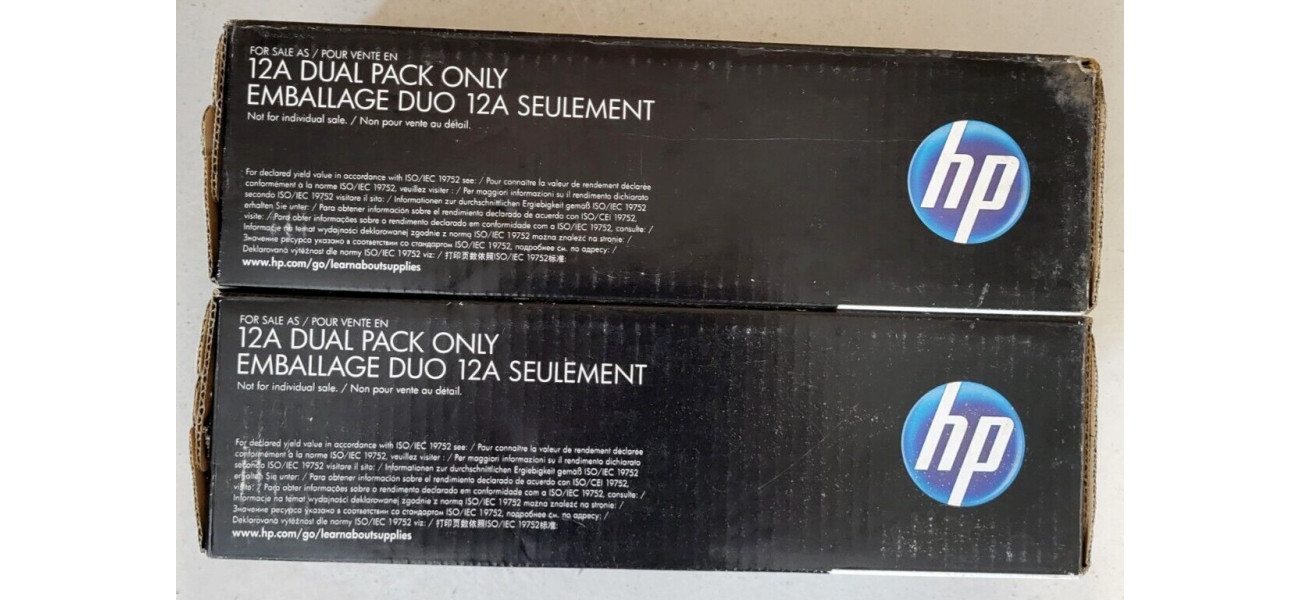 FOR SALE AS / POUR VENTE EN
12A DUAL PACK ONLY
EMBALLAGE DUO 12A SEULEMENT
Not for individual sale. / Non pour vente au détail.
For declared yield value in accordance with ISO/IEC 19752 see: / Pour connaître la valeur de rendement déclarée
conformément à la norme ISO/IEC 19752, veuillez visiter : / Per maggiori informazioni su il rendimento dichiarato
secondo ISO/IEC 19752 visitare il sito: / Informationen zur durchschnittlichen Ergiebigkeit gemäß ISO/IEC 19752
erhalten Sie unter: / Para obtener información sobre el rendimiento declarado de acuerdo con ISO/CEI 19752,
visite: / Para obter informações sobre o rendimento declarado em conformidade com a ISO/IEC 19752, consulte: /
Informacje na temat wydajności deklarowanej zgodnie z normą ISO/IEC 19752 można znaleźć na stronie: /
Значение ресурса указано в соответствии со стандартом ISO/IEC 19752, подробнее см. по адресу: /
Deklarovaná výtěžnost dle normy ISO/IEC 19752 viz: / 打印页数依照ISO/IEC 19752标准:
www.hp.com/go/learnaboutsupplies
hp
FOR SALE AS / POUR VENTE EN
12A DUAL PACK ONLY
EMBALLAGE DUO 12A SEULEMENT
Not for individual sale. / Non pour vente au détail.
For declared yield value in accordance with ISO/IEC 19752 see: / Pour connaître la valeur de rendement déclarée
conformément à la norme ISO/IEC 19752, veuillez visiter : / Per maggiori informazioni su il rendimento dichiarato
secondo ISO/IEC 19752 visitare il sito: / Informationen zur durchschnittlichen Ergiebigkeit gemäß ISO/IEC 19752
erhalten Sie unter: / Para obtener información sobre el rendimiento declarado de acuerdo con ISO/CEI 19752,
visite: / Para obter informações sobre o rendimento declarado em conformidade com a ISO/IEC 19752, consulte: /
Informacje na temat wydajności deklarowanej zgodnie z normą ISO/IEC 19752 można znaleźć na stronie: /
Значение ресурса указано в соответствии со стандартом ISO/IEC 19752, подробнее см. по адресу: /
Deklarovaná výtěžnost dle normy ISO/IEC 19752 viz: / 打印页数依照ISO/IEC 19752标准:
www.hp.com/go/learnaboutsupplies
hp